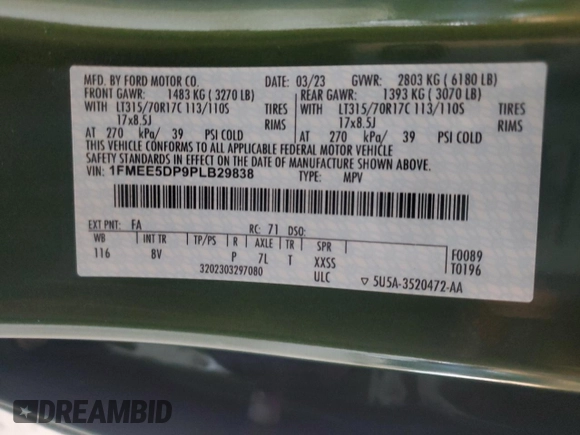 MFD. BY FORD MOTOR CO. 03/23 GVWR: 2803 KG ( 6180 LB)
FRONT GAWR: 1483 KG ( 3270 LB) REAR GAWR: 1393 KG ( 3070 LB)
WITH LT315/70R17C 113/110S TIRES WITH LT315/70R17C 113/110S TIRES
17x8.5J RIMS 17x8.5J RIMS
AT 270 kPa/ 39 PSI COLD AT 270 kPa/ 39 PSI COLD
THIS VEHICLE CONFORMS TO ALL APPLICABLE FEDERAL MOTOR VEHICLE
SAFETY STANDARDS IN EFFECT ON THE DATE OF MANUFACTURE SHOWN ABOVE.
VIN: 1FMEE5DP9PLB29838 TYPE: MPV
EXT PNT: FA RC: 71 DSO:
WB INT TR TP/PS R AXLE TR SPR F0089
116 8V P 7L T XXSS T0196
3202303297080 ULC ▽ 5U5A-3520472-AA
DREAMBID